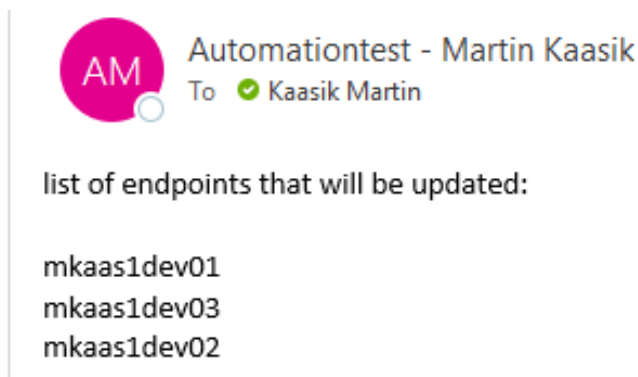 AM
Automationtest - Martin Kaasik
To Kaasik Martin
list of endpoints that will be updated:
mkaas1dev01
mkaas1dev03
mkaas1dev02